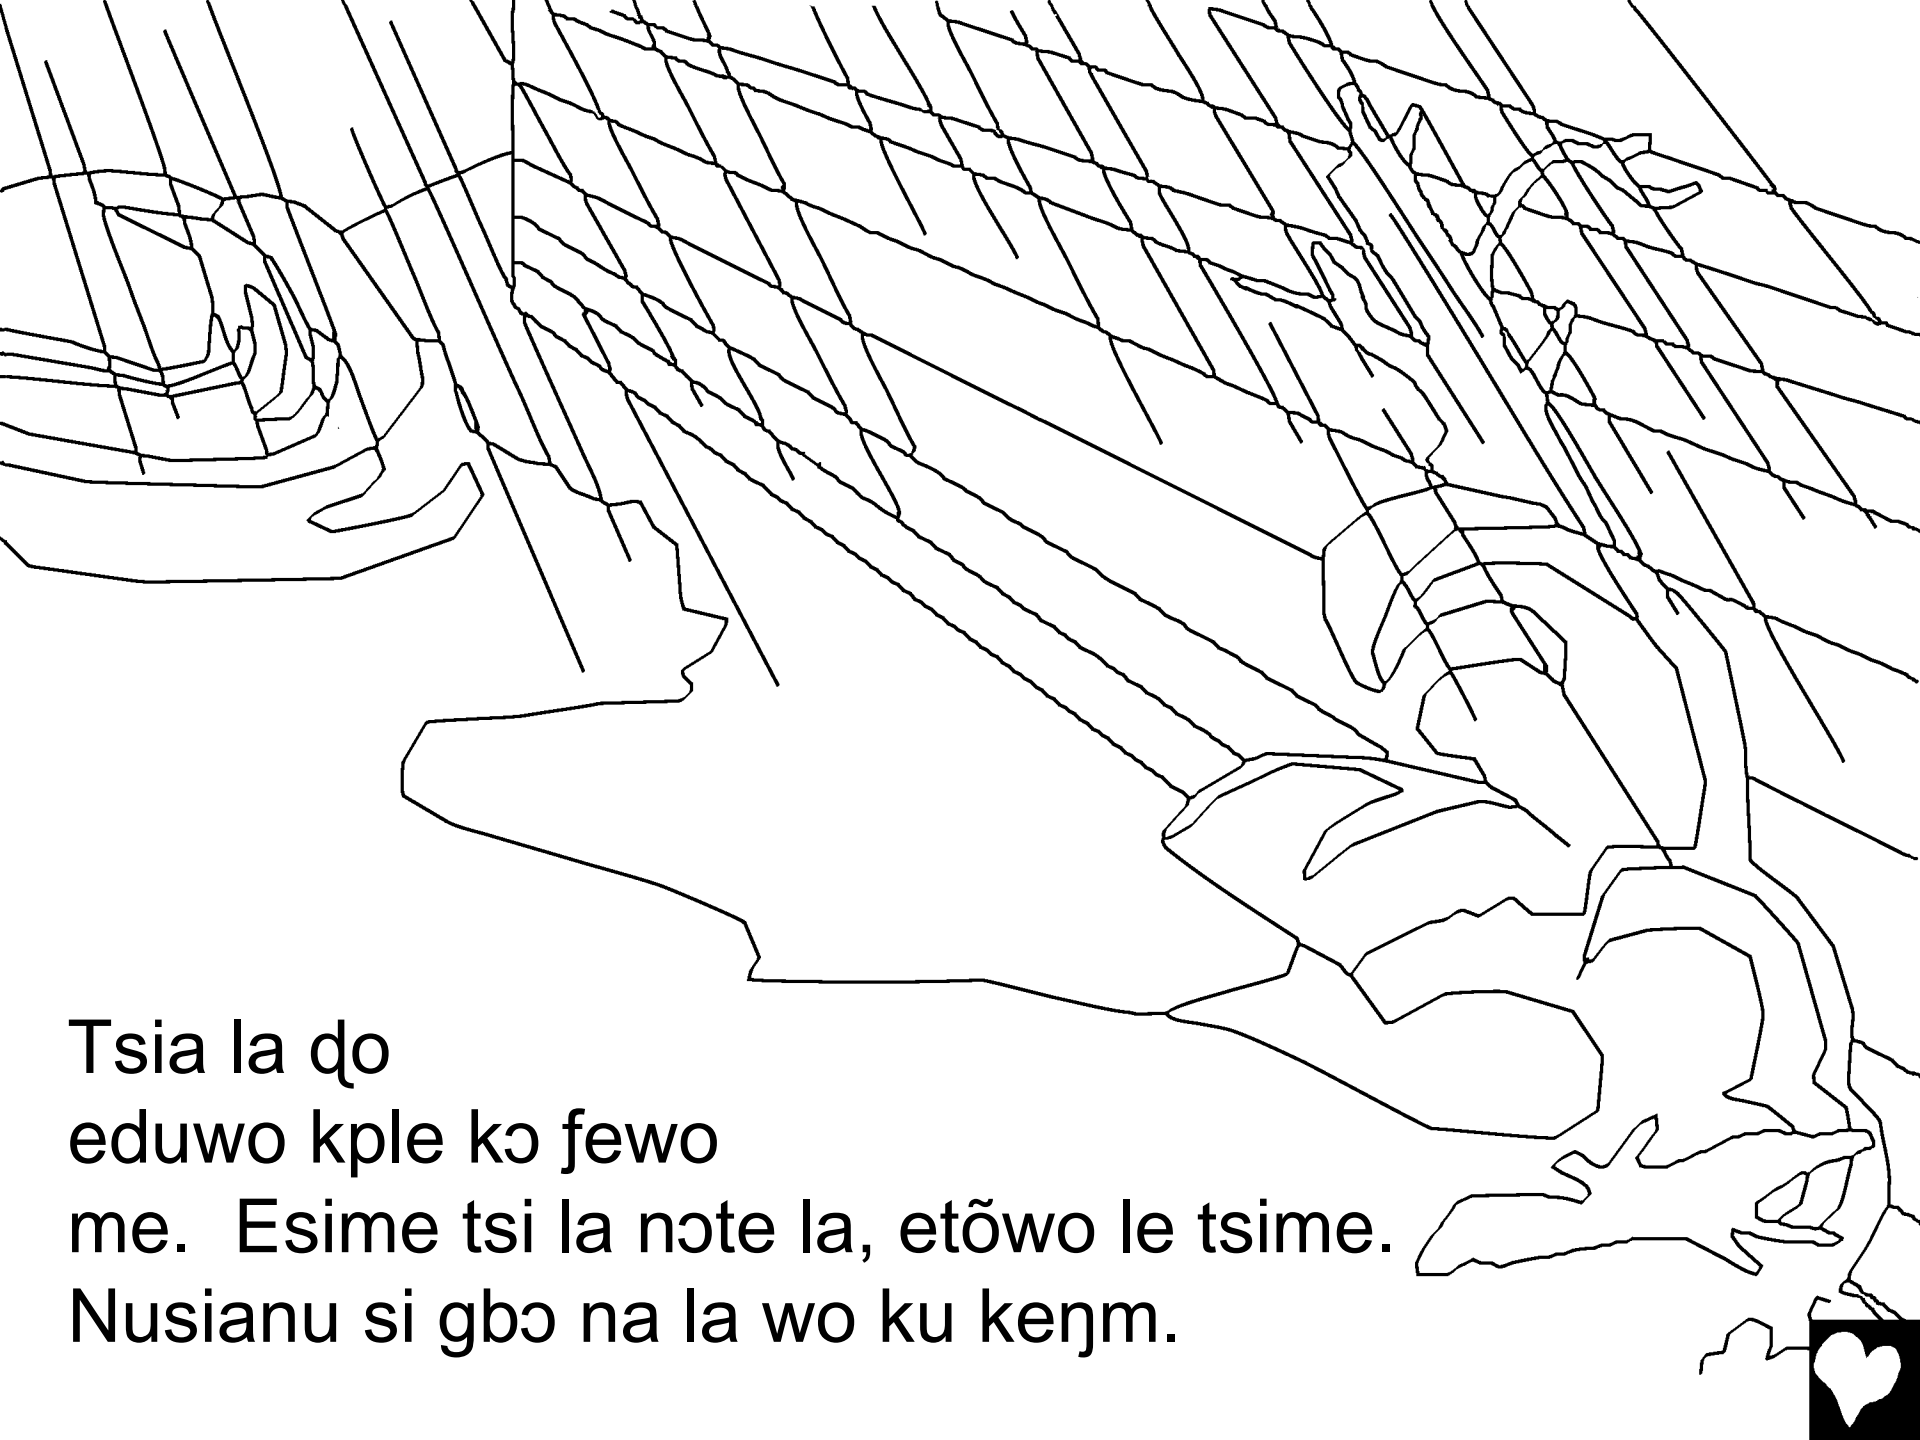 Tsia la ɖo
eduwo kple kɔ ƒewo
me.  Esime tsi la nɔte la, etõwo le tsime.
Nusianu si gbɔ na la wo ku keŋm.